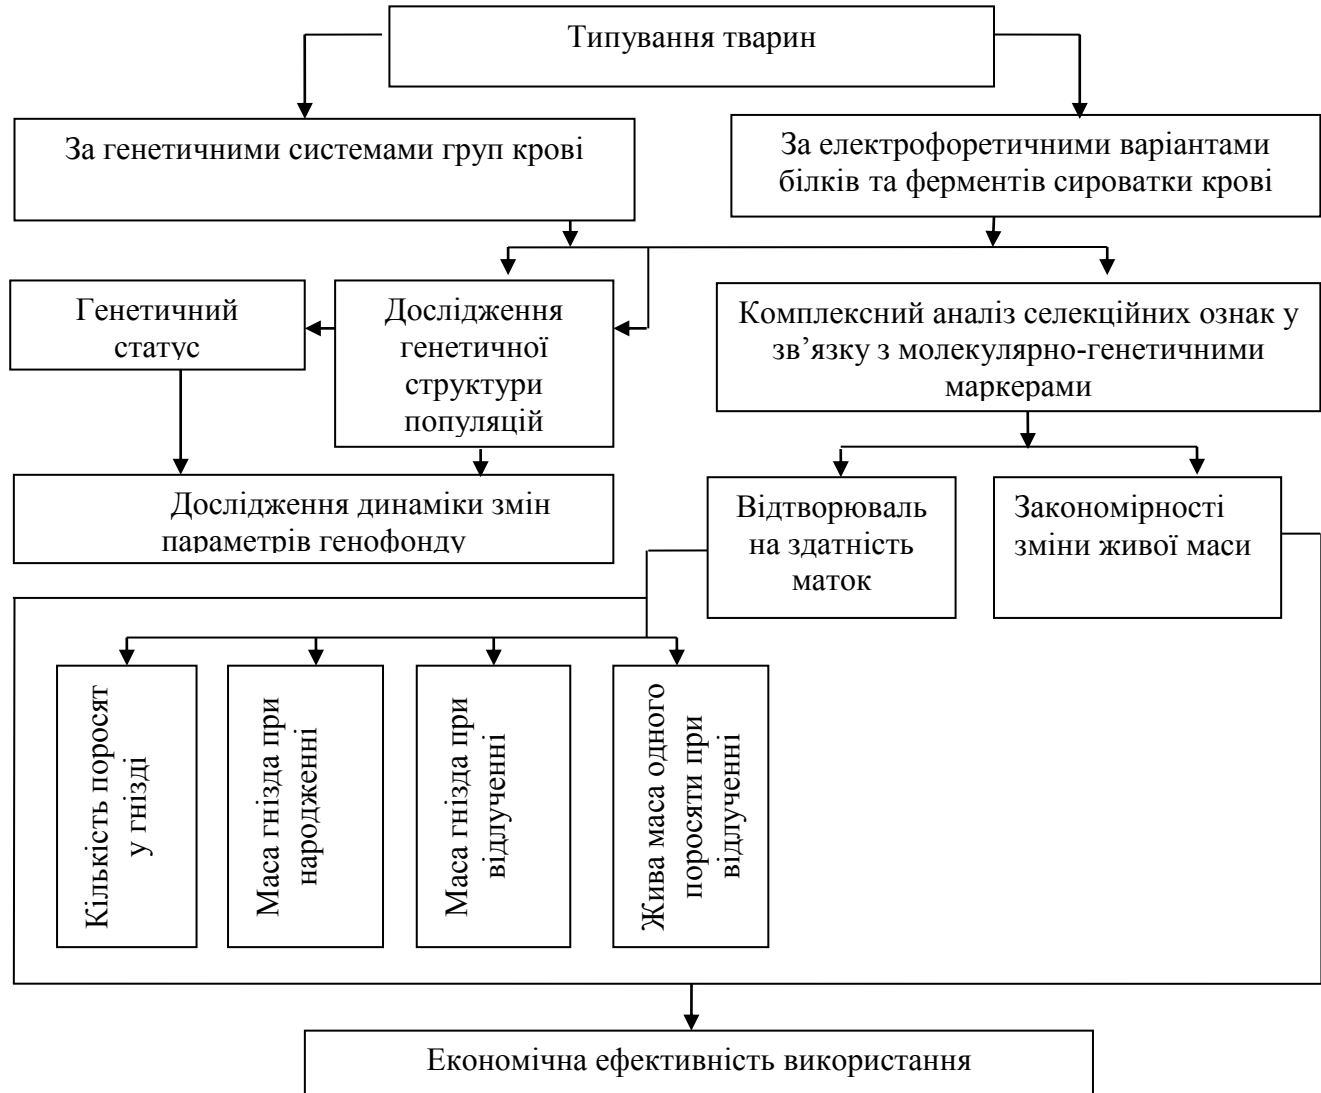 Типування тварин
За генетичними системами груп крові
За електрофоретичними варіантами
білків та ферментів сироватки крові
Генетичний
статус
Дослідження
генетичної
структури
популяцій
Комплексний аналіз селекційних ознак у
зв’язку з молекулярно-генетичними
маркерами
Дослідження динаміки змін
параметрів генофонду
Відтворюваль
на здатність
маток
Закономірності
зміни живої маси
Кількість поросят
у гнізді
Маса гнізда при
народженні
Маса гнізда при
відлученні
Жива маса одного
поросяти при
відлученні
Економічна ефективність використання